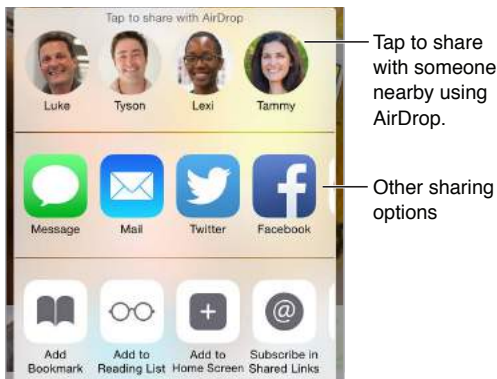 Tap to share with AirDrop
Luke Tyson Lexi Tammy
Tap to share
with someone
nearby using
AirDrop.
Message Mail Twitter Facebook
Other sharing
options
Add Add to Add to Subscribe in
Bookmark Reading List Home Screen Shared Links